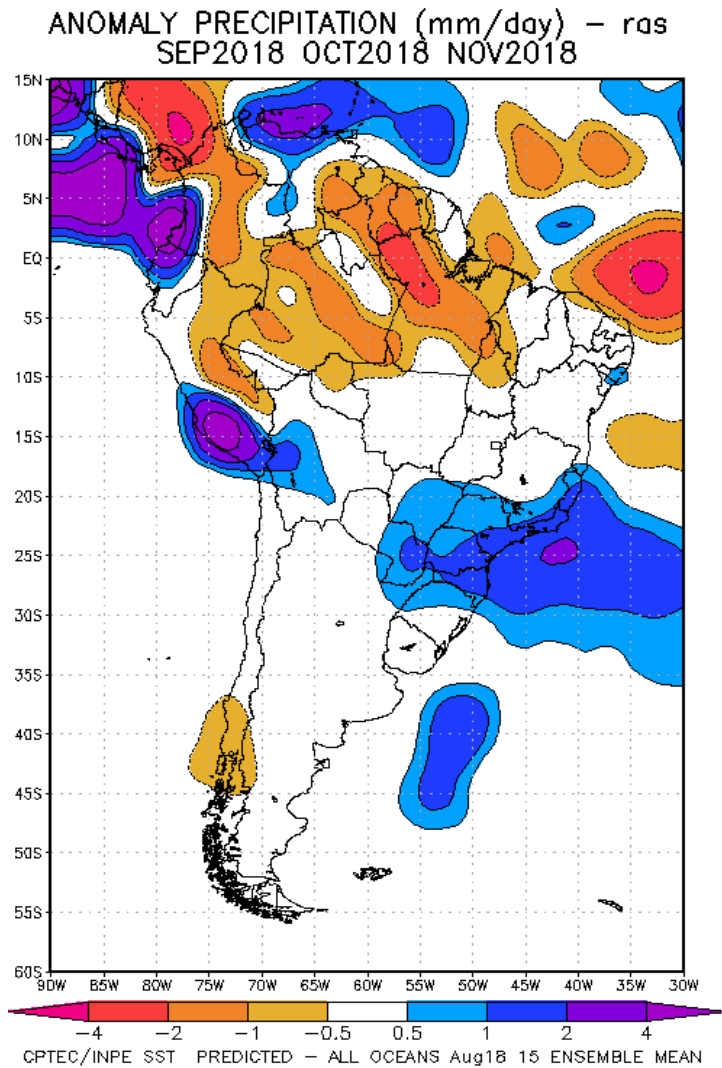 ANOMALY PRECIPITATION (mm/day) – ras
SEP2018 OCT2018 NOV2018
15N
10N
5N
EQ
5S
10S
15S
20S
25S
30S
35S
40S
45S
50S
55S
60S
90W 85W 80W 75W 70W 65W 60W 55W 50W 45W 40W 35W 30W
−4 −2 −1 −0.5 0.5 1 2 4
CPTEC/INPE SST PREDICTED – ALL OCEANS Aug18 15 ENSEMBLE MEAN